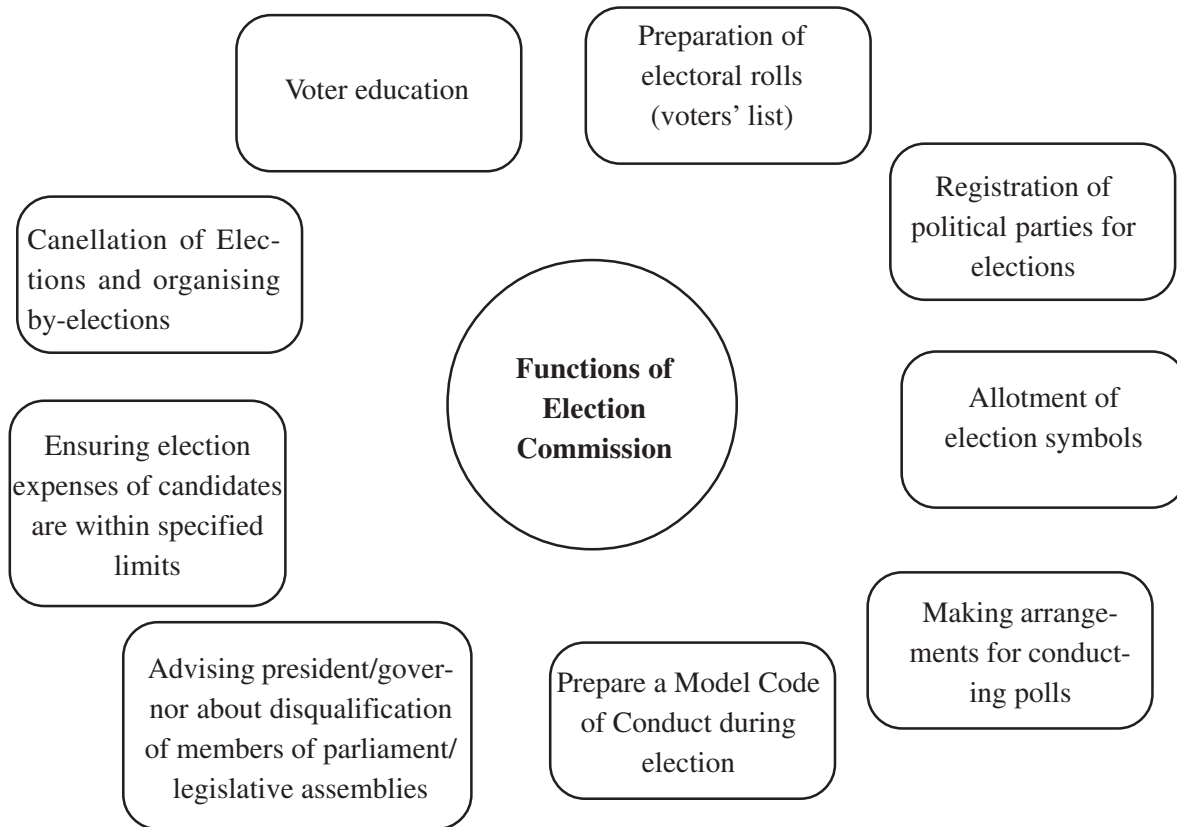 Voter education
Preparation of
electoral rolls
(voters’ list)
Registration of
political parties for
elections
Canellation of Elec-
tions and organising
by-elections
Functions of
Election
Commission
Allotment of
election symbols
Ensuring election
expenses of candidates
are within specified
limits
Making arrange-
ments for conduct-
ing polls
Advising president/gover-
nor about disqualification
of members of parliament/
legislative assemblies
Prepare a Model Code
of Conduct during
election